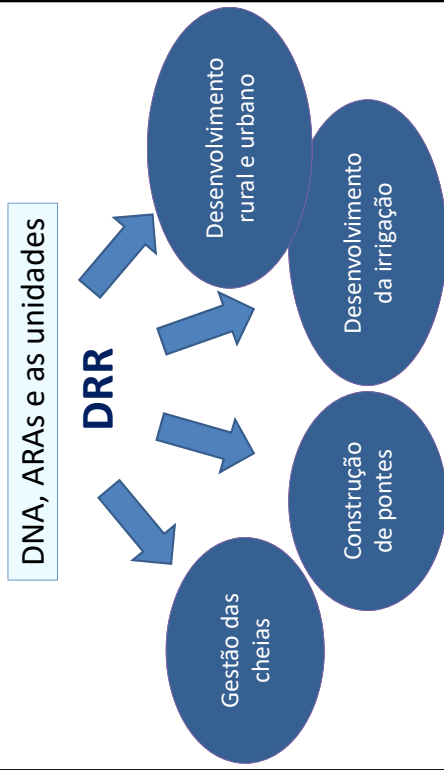 DNA, ARAs e as unidades
DRR
Gestão das
cheias
Construção
de pontes
Desenvolvimento
da irrigação
Desenvolvimento
rural e urbano